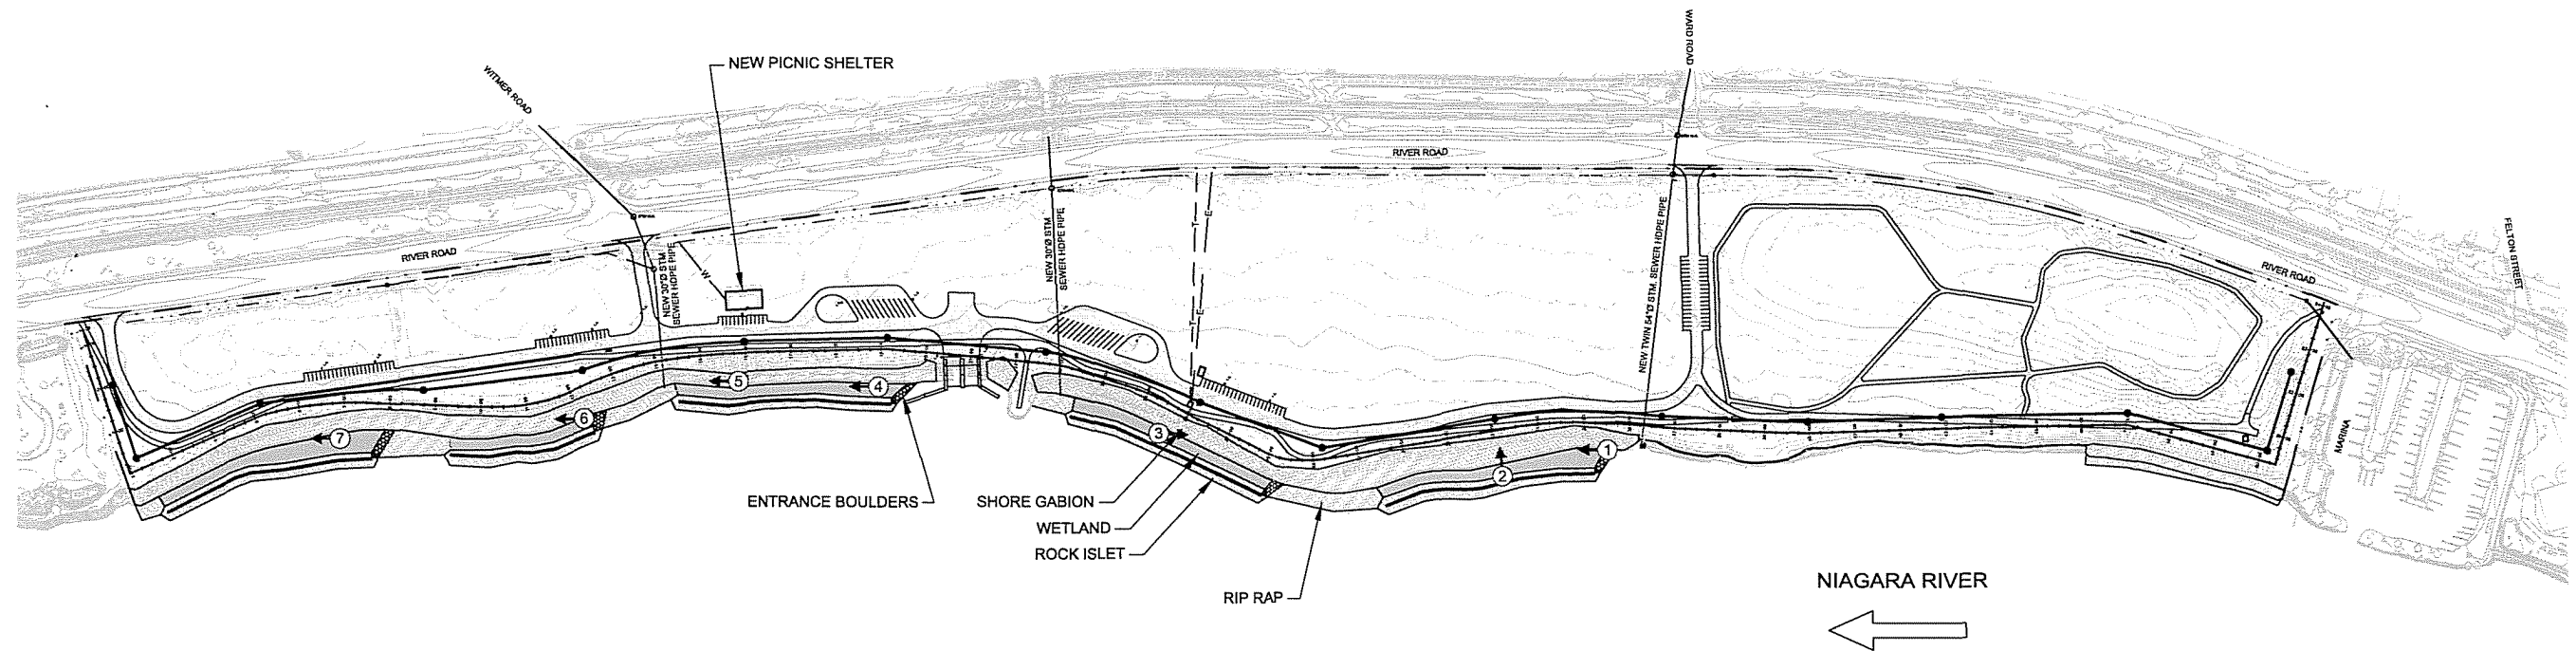 WARD ROAD
NEW PICNIC SHELTER
WITMER ROAD
RIVER ROAD
RIVER ROAD
RIVER ROAD
FELTON STREET
NEW 30"Ø STM
SEWER HDPE PIPE
NEW 30"Ø STM
SEWER HDPE PIPE
NEW TWIN 54"Ø STM. SEWER HDPE PIPE
W
T
E
T
E
MARINA
5
4
6
7
3
1
2
ENTRANCE BOULDERS
SHORE GABION
WETLAND
ROCK ISLET
RIP RAP
NIAGARA RIVER